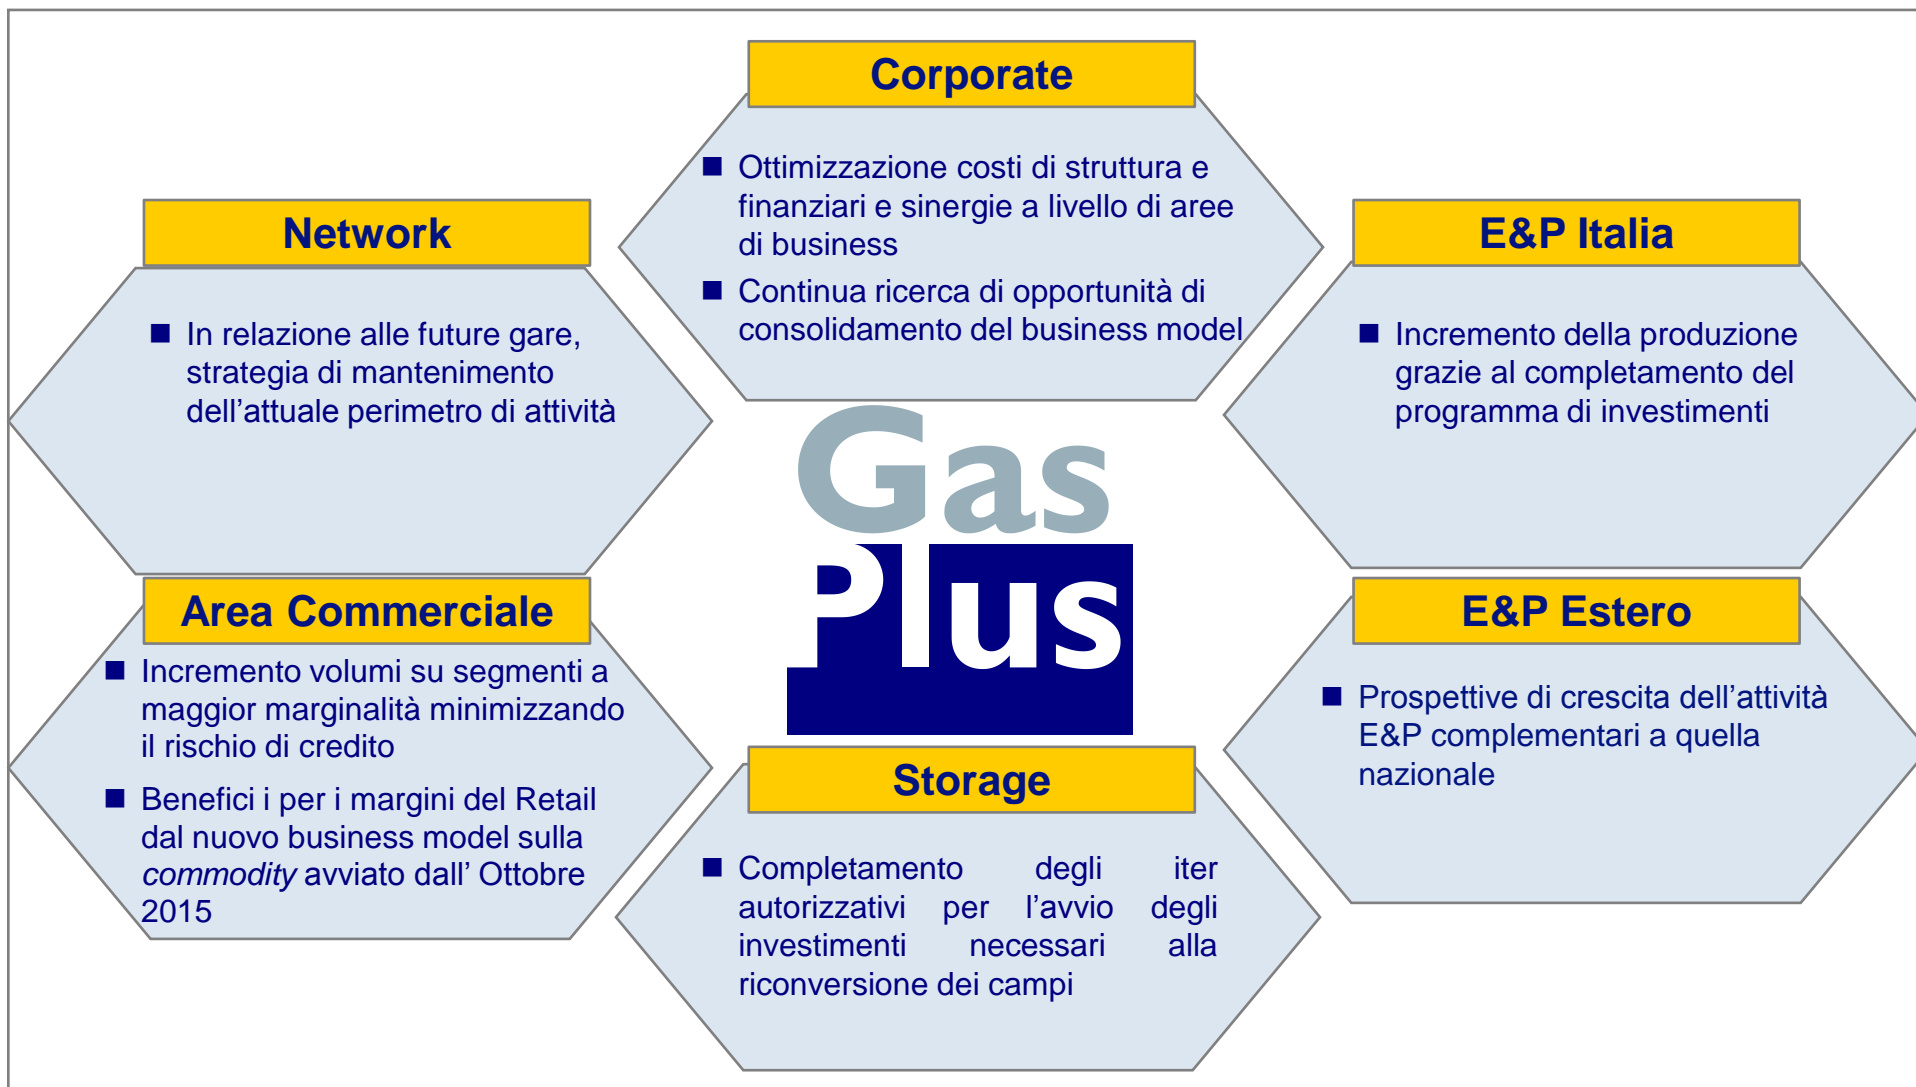 Corporate
Ottimizzazione costi di struttura e
finanziari e sinergie a livello di aree
di business
Continua ricerca di opportunità di
consolidamento del business model
Network
In relazione alle future gare,
strategia di mantenimento
dell’attuale perimetro di attività
E&P Italia
Incremento della produzione
grazie al completamento del
programma di investimenti
Gas
Plus
Area Commerciale
Incremento volumi su segmenti a
maggior marginalità minimizzando
il rischio di credito
Benefici i per i margini del Retail
dal nuovo business model sulla
commodity avviato dall’ Ottobre
2015
E&P Estero
Prospettive di crescita dell’attività
E&P complementari a quella
nazionale
Storage
Completamento degli iter
autorizzativi per l’avvio degli
investimenti necessari alla
riconversione dei campi